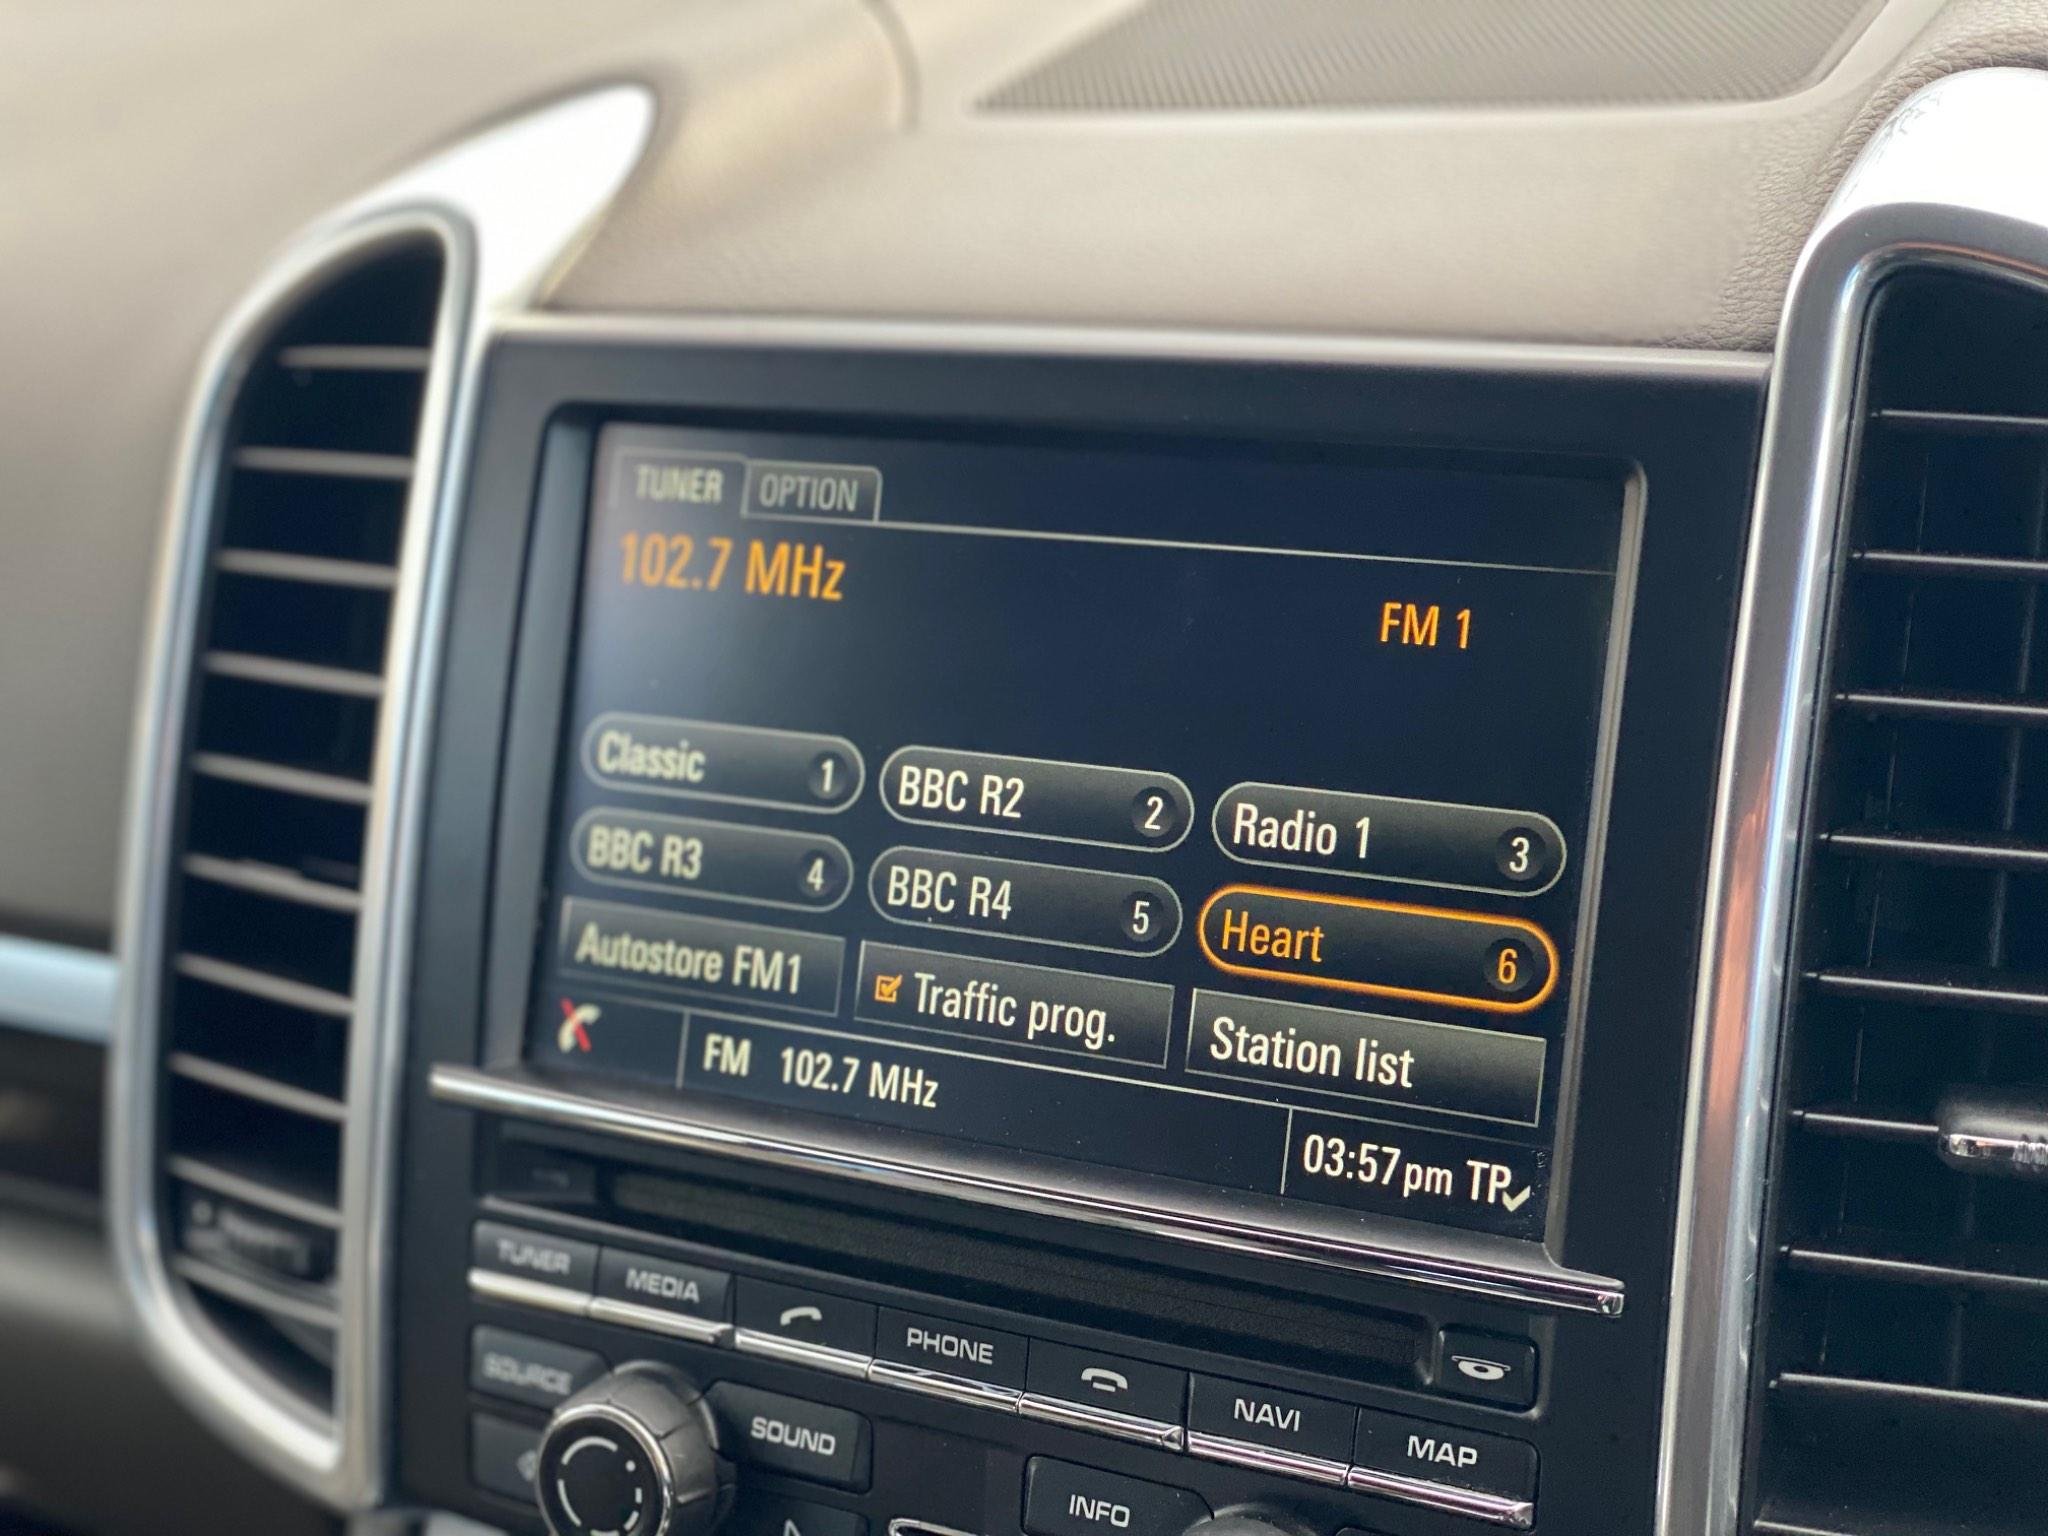 TUNER OPTION
102.7 MHz
FM 1
Classic 1 BBC R2 2 Radio 1 3
BBC R3 4 BBC R4 5 Heart 6
Autostore FM1 Traffic prog. Station list
FM 102.7 MHz
03:57pm TP
TUNER MEDIA PHONE NAVI MAP
SOURCE SOUND INFO